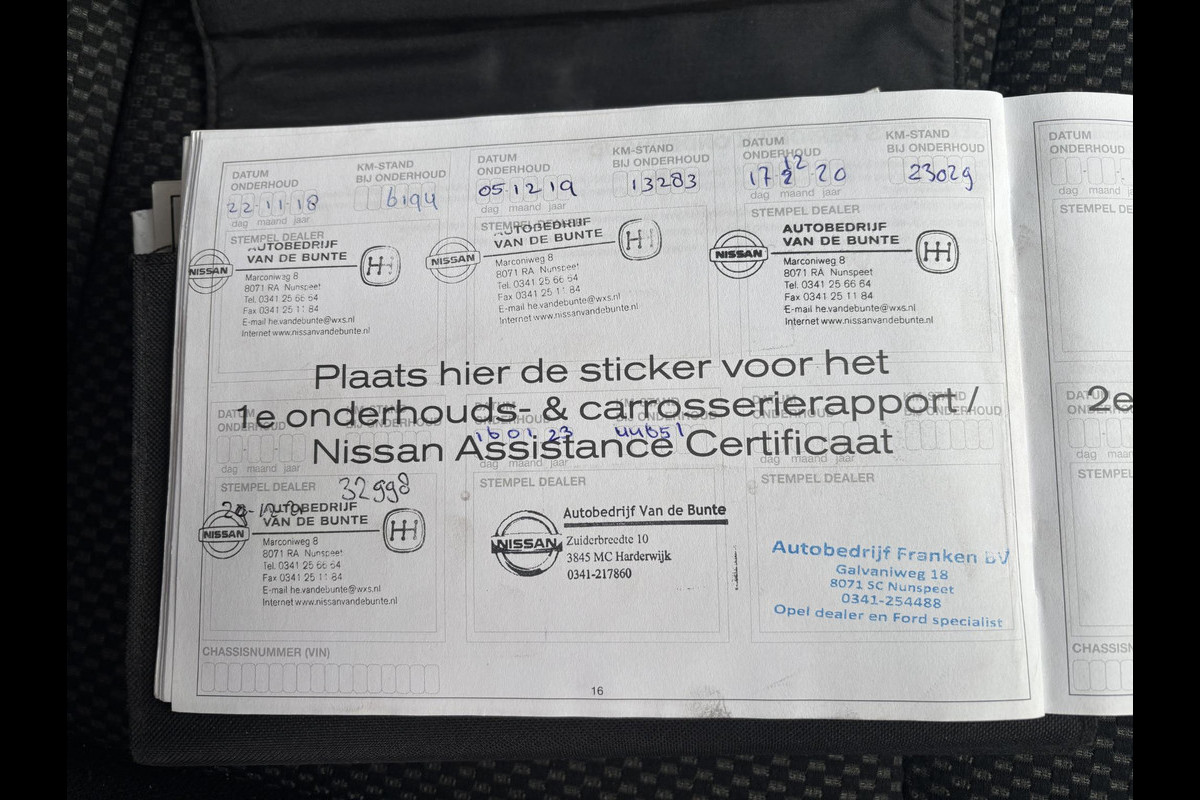 DATUM ONDERHOUD
KM-STAND BIJ ONDERHOUD
22-11-18
6194
dag maand jaar
STEMPEL DEALER
AUTOBEDRIJF
VAN DE BUNTE
NISSAN
Marconiweg 8
8071 RA Nunspeet
Tel. 0341 25 66 64
Fax 0341 25 11 84
E-mail he.vandebunte@wxs.nl
Internet www.nissanvandebunte.nl
DATUM ONDERHOUD
KM-STAND BIJ ONDERHOUD
05.12 19
13283
dag maand jaar
STEMPEL DEALER
AUTOBEDRIJF
VAN DE BUNTE
NISSAN
Marconiweg 8
8071 RA Nunspeet
Tel. 0341 25 66 64
Fax 0341 25 11 84
E-mail he.vandebunte@wxs.nl
Internet www.nissanvandebunte.nl
DATUM ONDERHOUD
KM-STAND BIJ ONDERHOUD
17 12 20
23029
dag maand jaar
STEMPEL DEALER
AUTOBEDRIJF
VAN DE BUNTE
NISSAN
Marconiweg 8
8071 RA Nunspeet
Tel. 0341 25 66 64
Fax 0341 25 11 84
E-mail he.vandebunte@wxs.nl
Internet www.nissanvandebunte.nl
Plaats hier de sticker voor het
1e onderhouds- & carrosserierapport/
Nissan Assistance Certificaat
DATUM ONDERHOUD
dag maand jaar
STEMPEL DEALER
32998
AUTOBEDRIJF
VAN DE BUNTE
NISSAN
Marconiweg 8
8071 RA Nunspeet
Tel. 0341 25 66 64
Fax 0341 25 11 84
E-mail he.vandebunte@wxs.nl
Internet www.nissanvandebunte.nl
16 01 23
44651
dag maand jaar
STEMPEL DEALER
Autobedrijf Van de Bunte
NISSAN
Zuiderbreedte 10
3845 MC Harderwijk
0341-217860
dag maand jaar
STEMPEL DEALER
Autobedrijf Franken BV
Galvaniweg 18
8071 SC Nunspeet
0341-254488
Opel dealer en Ford specialist
CHASSISNUMMER (VIN)
16
DATUM
ONDERHOUD
dag maand
STEMPEL DE
2e
dag maand
STEMPEL
CHASSISN